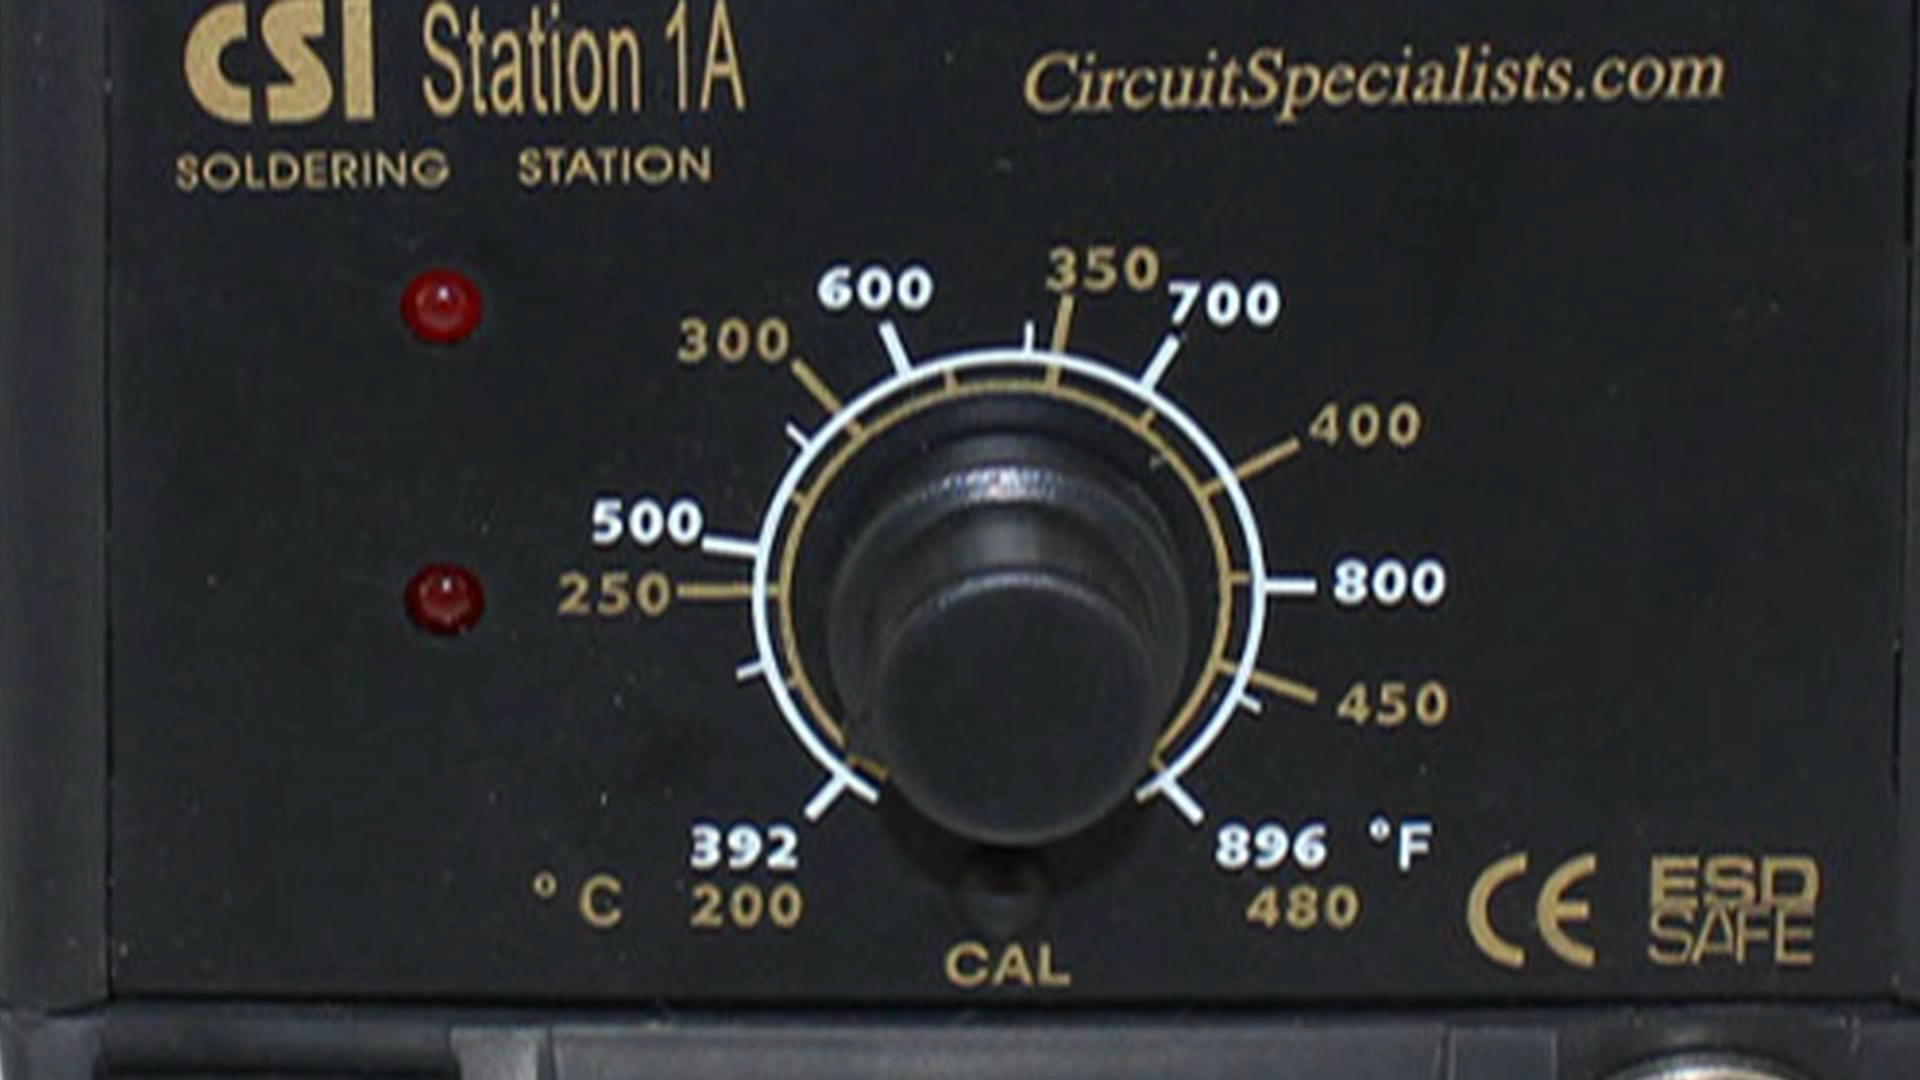 CSI Station 1A
CircuitSpecialists.com
SOLDERING STATION
350
600
700
300
400
500
800
250
450
392
896 °F
°C 200
480
CE
ESD
SAFE
CAL